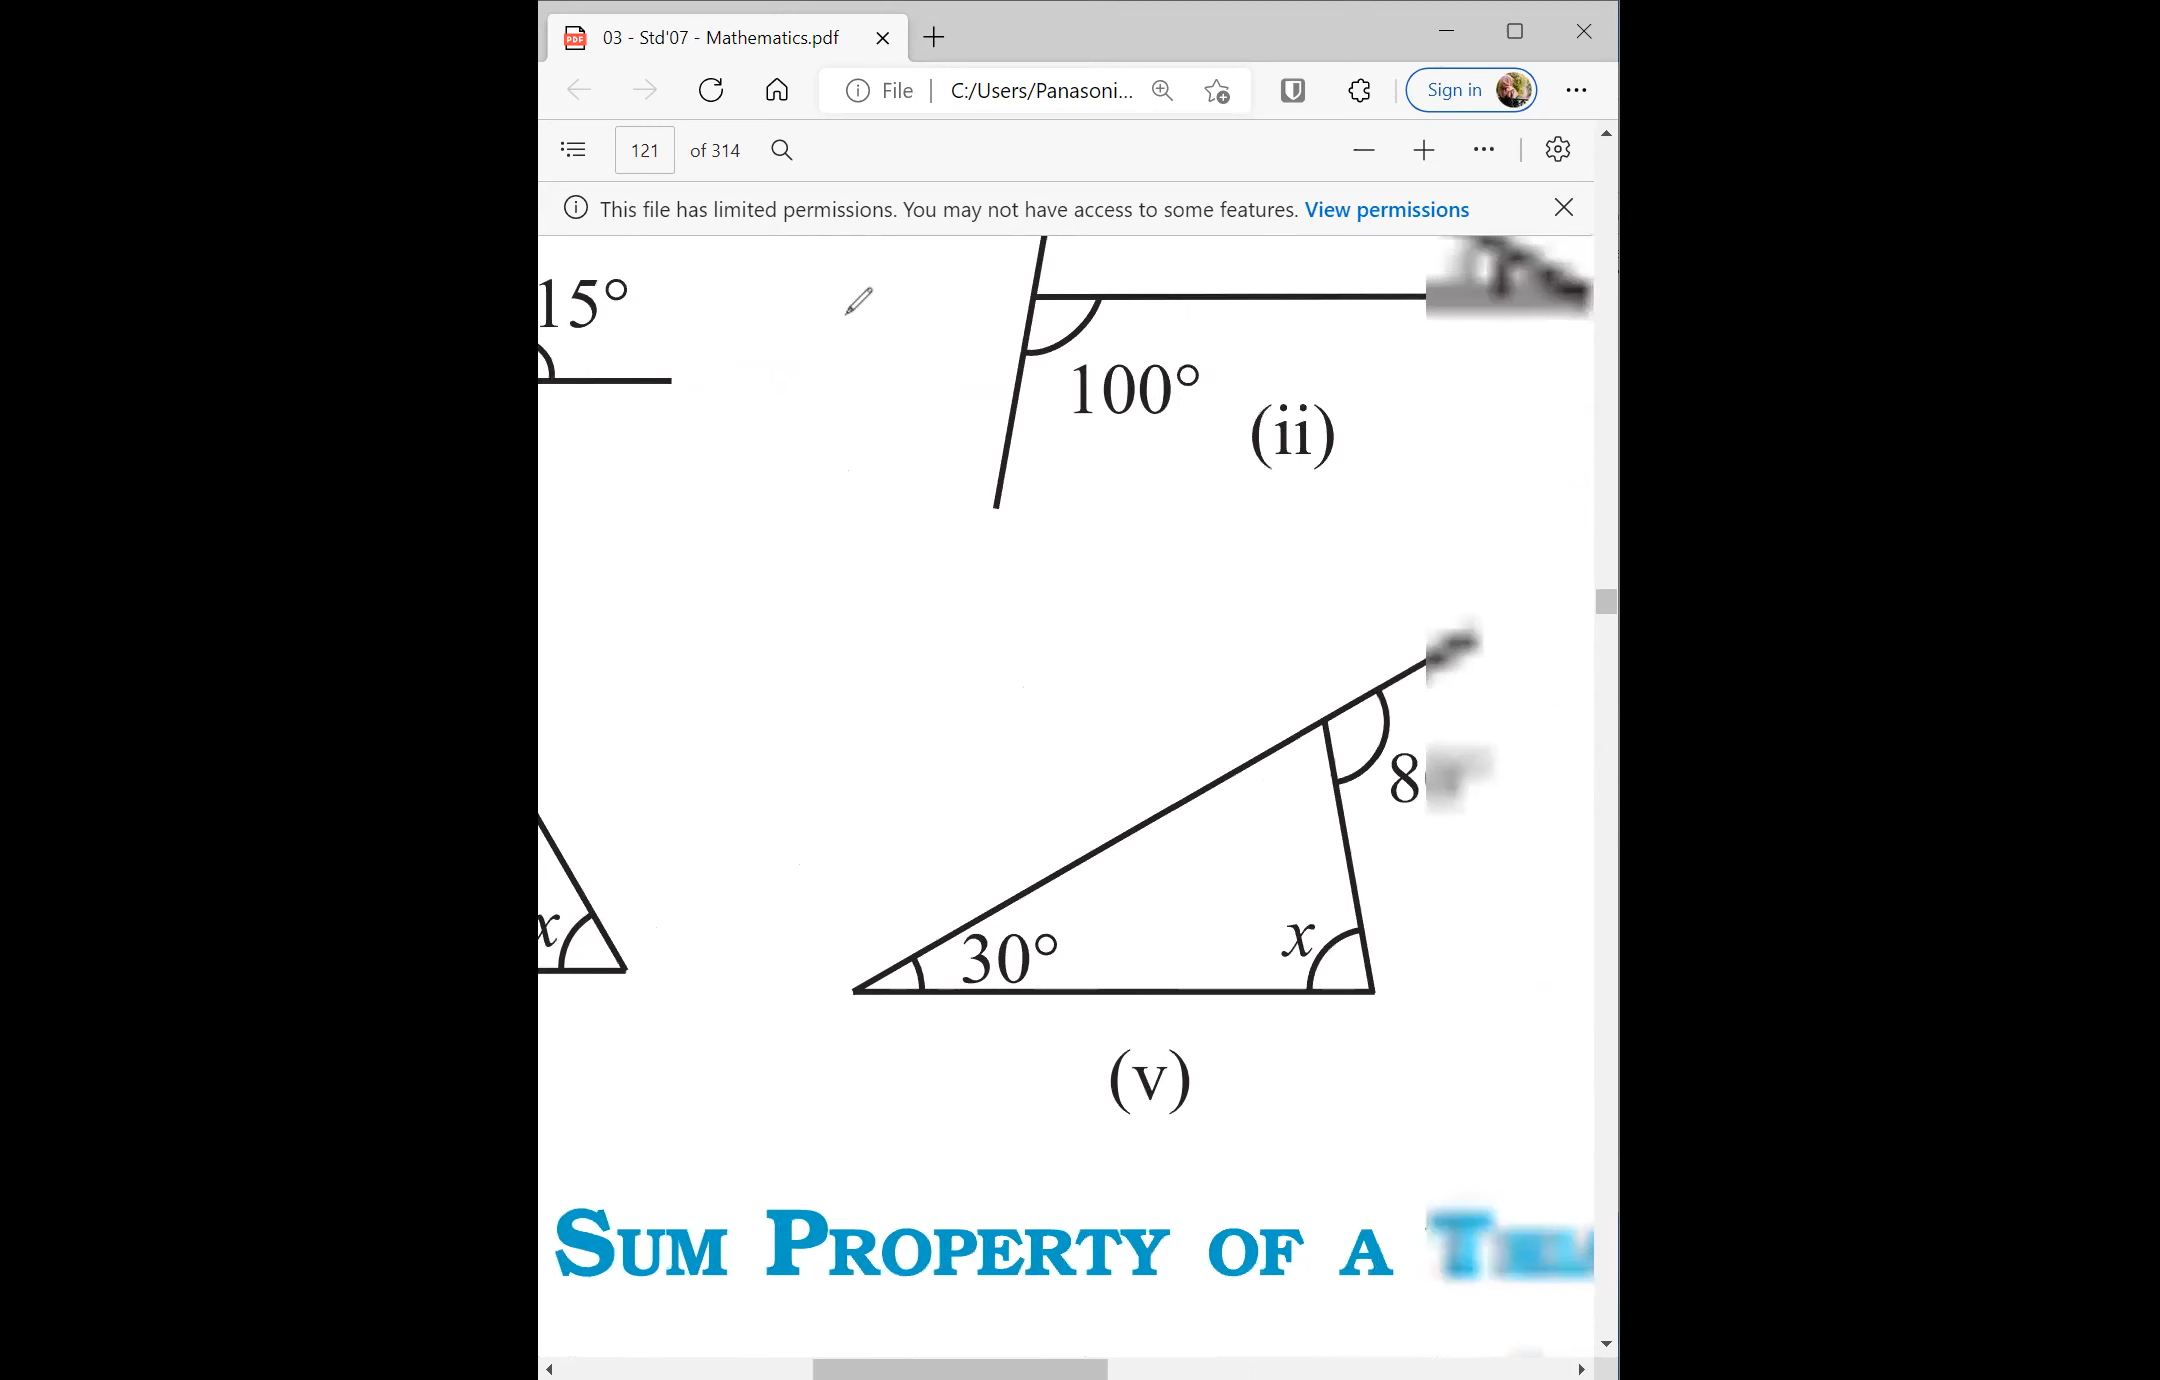 03 - Std'07 - Mathematics.pdf
File C:/Users/Panasoni... Sign in
121 of 314
This file has limited permissions. You may not have access to some features. View permissions
15°
100°
(ii)
8
x
30° x
(v)
SUM PROPERTY OF A